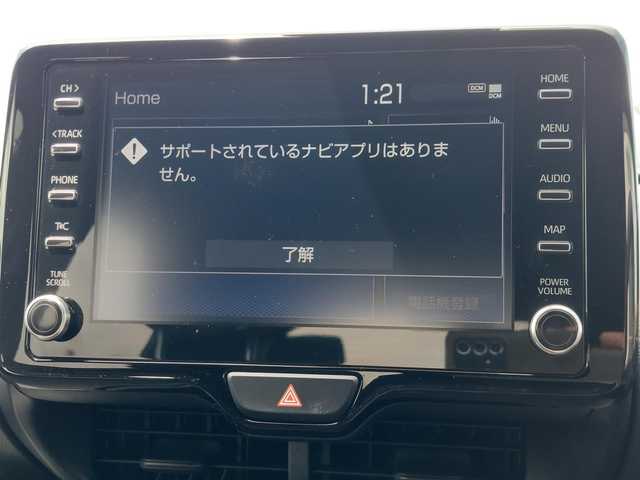 CH >
Home
1:21
DCM
DCM
HOME
< TRACK
MENU
サポートされているナビアプリはありま
せん。
PHONE
AUDIO
T&C
MAP
了解
TUNE
SCROLL
POWER
VOLUME
電話機登録